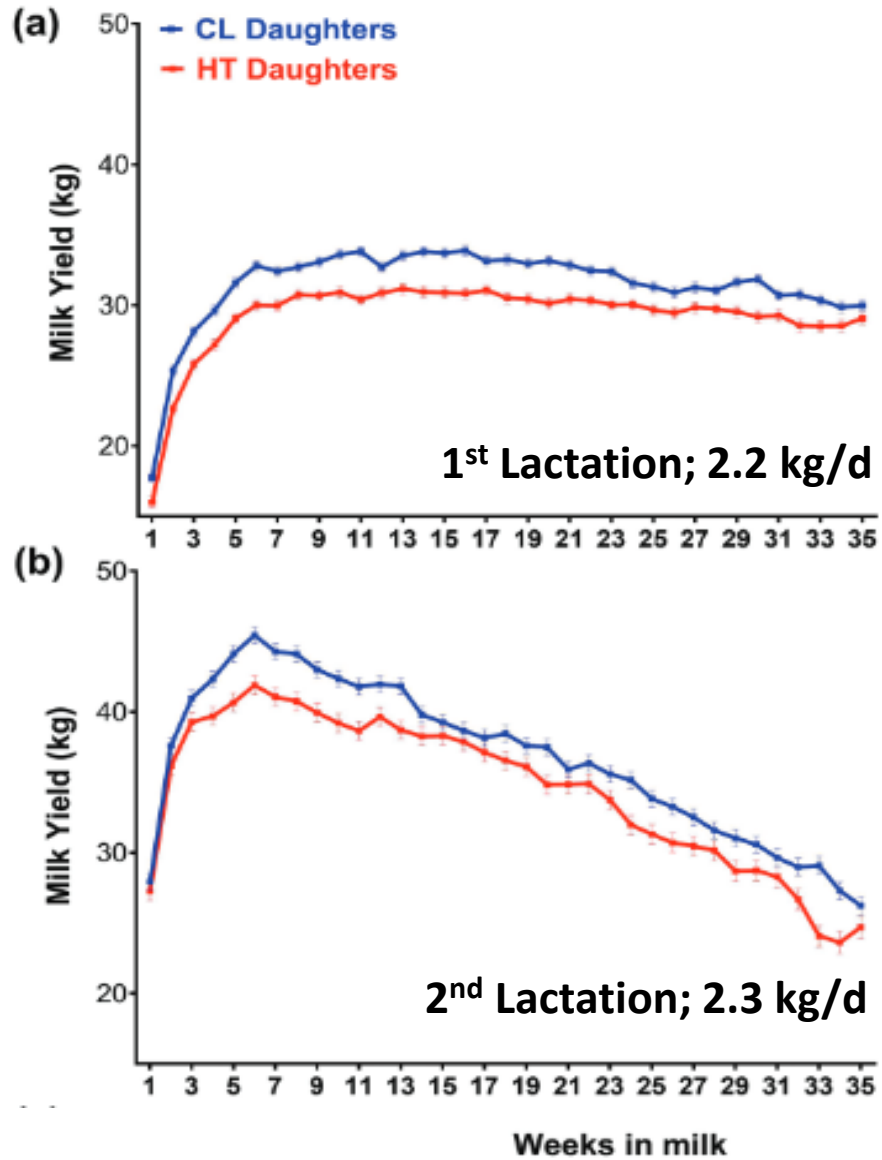 (a)
CL Daughters
HT Daughters
Milk Yield (kg)
50
40
30
20
1st Lactation; 2.2 kg/d
1 3 5 7 9 11 13 15 17 19 21 23 25 27 29 31 33 35
(b)
Milk Yield (kg)
50
40
30
20
2nd Lactation; 2.3 kg/d
1 3 5 7 9 11 13 15 17 19 21 23 25 27 29 31 33 35
Weeks in milk